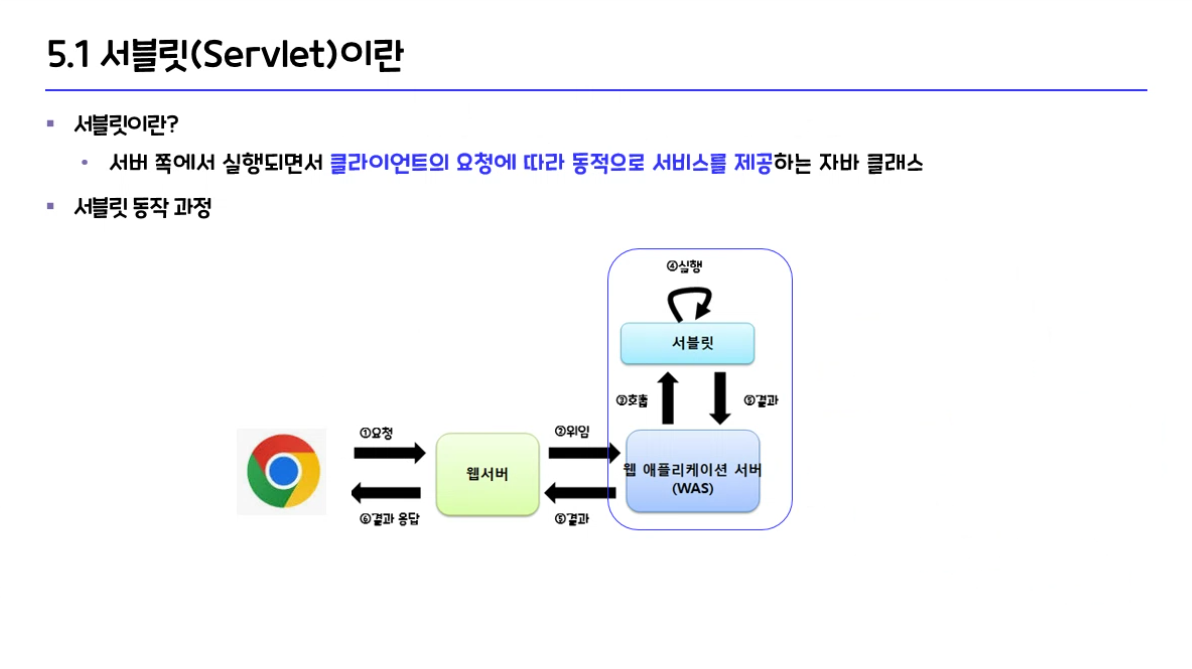 5.1 서블릿(Servlet)이란
▪ 서블릿이란?
• 서버 쪽에서 실행되면서 클라이언트의 요청에 따라 동적으로 서비스를 제공하는 자바 클래스
▪ 서블릿 동작 과정
④실행
서블릿
③호출
⑤결과
①요청
②위임
웹서버
웹 애플리케이션 서버
(WAS)
⑥결과 응답
⑤결과